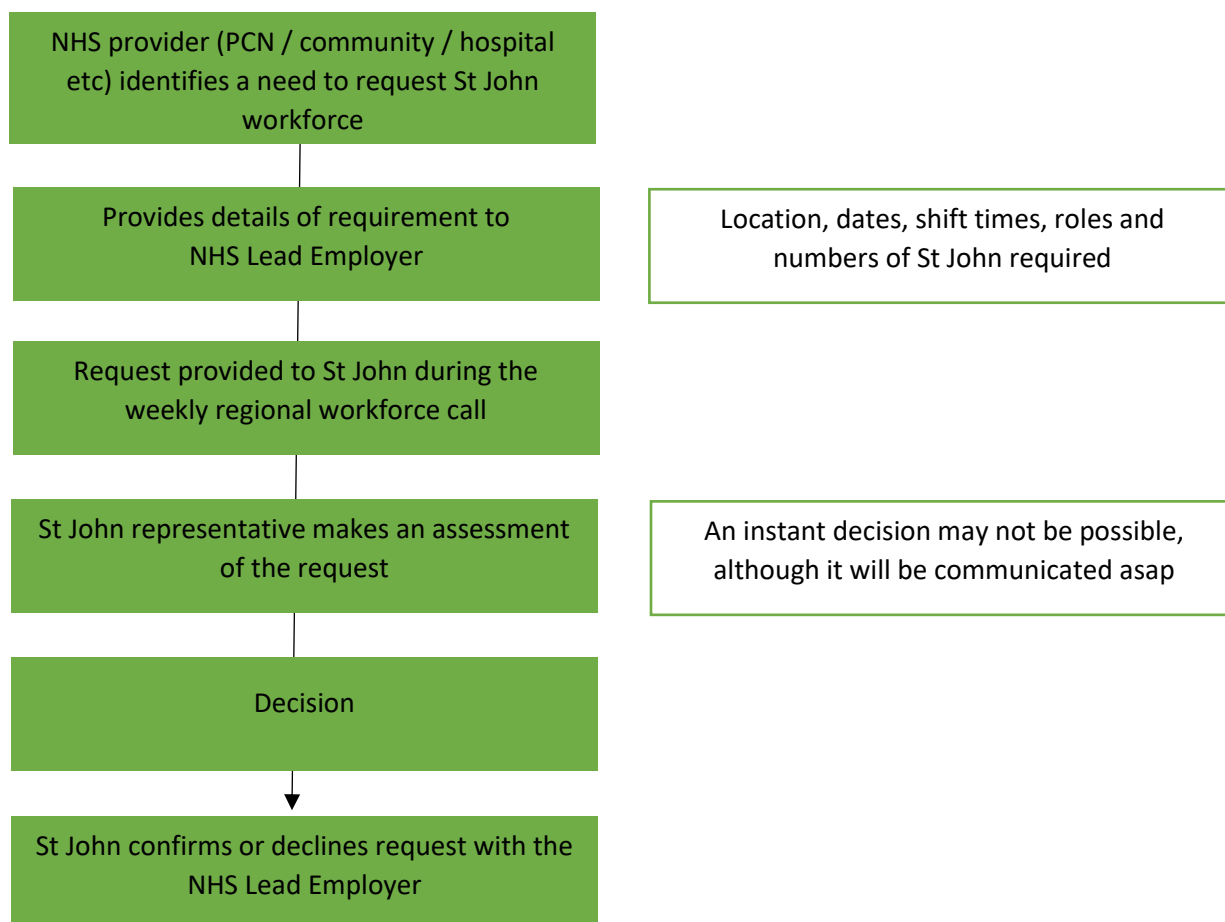 NHS provider (PCN / community / hospital
etc) identifies a need to request St John
workforce
Provides details of requirement to
NHS Lead Employer
Location, dates, shift times, roles and
numbers of St John required
Request provided to St John during the
weekly regional workforce call
St John representative makes an assessment
of the request
An instant decision may not be possible,
although it will be communicated asap
Decision
St John confirms or declines request with the
NHS Lead Employer